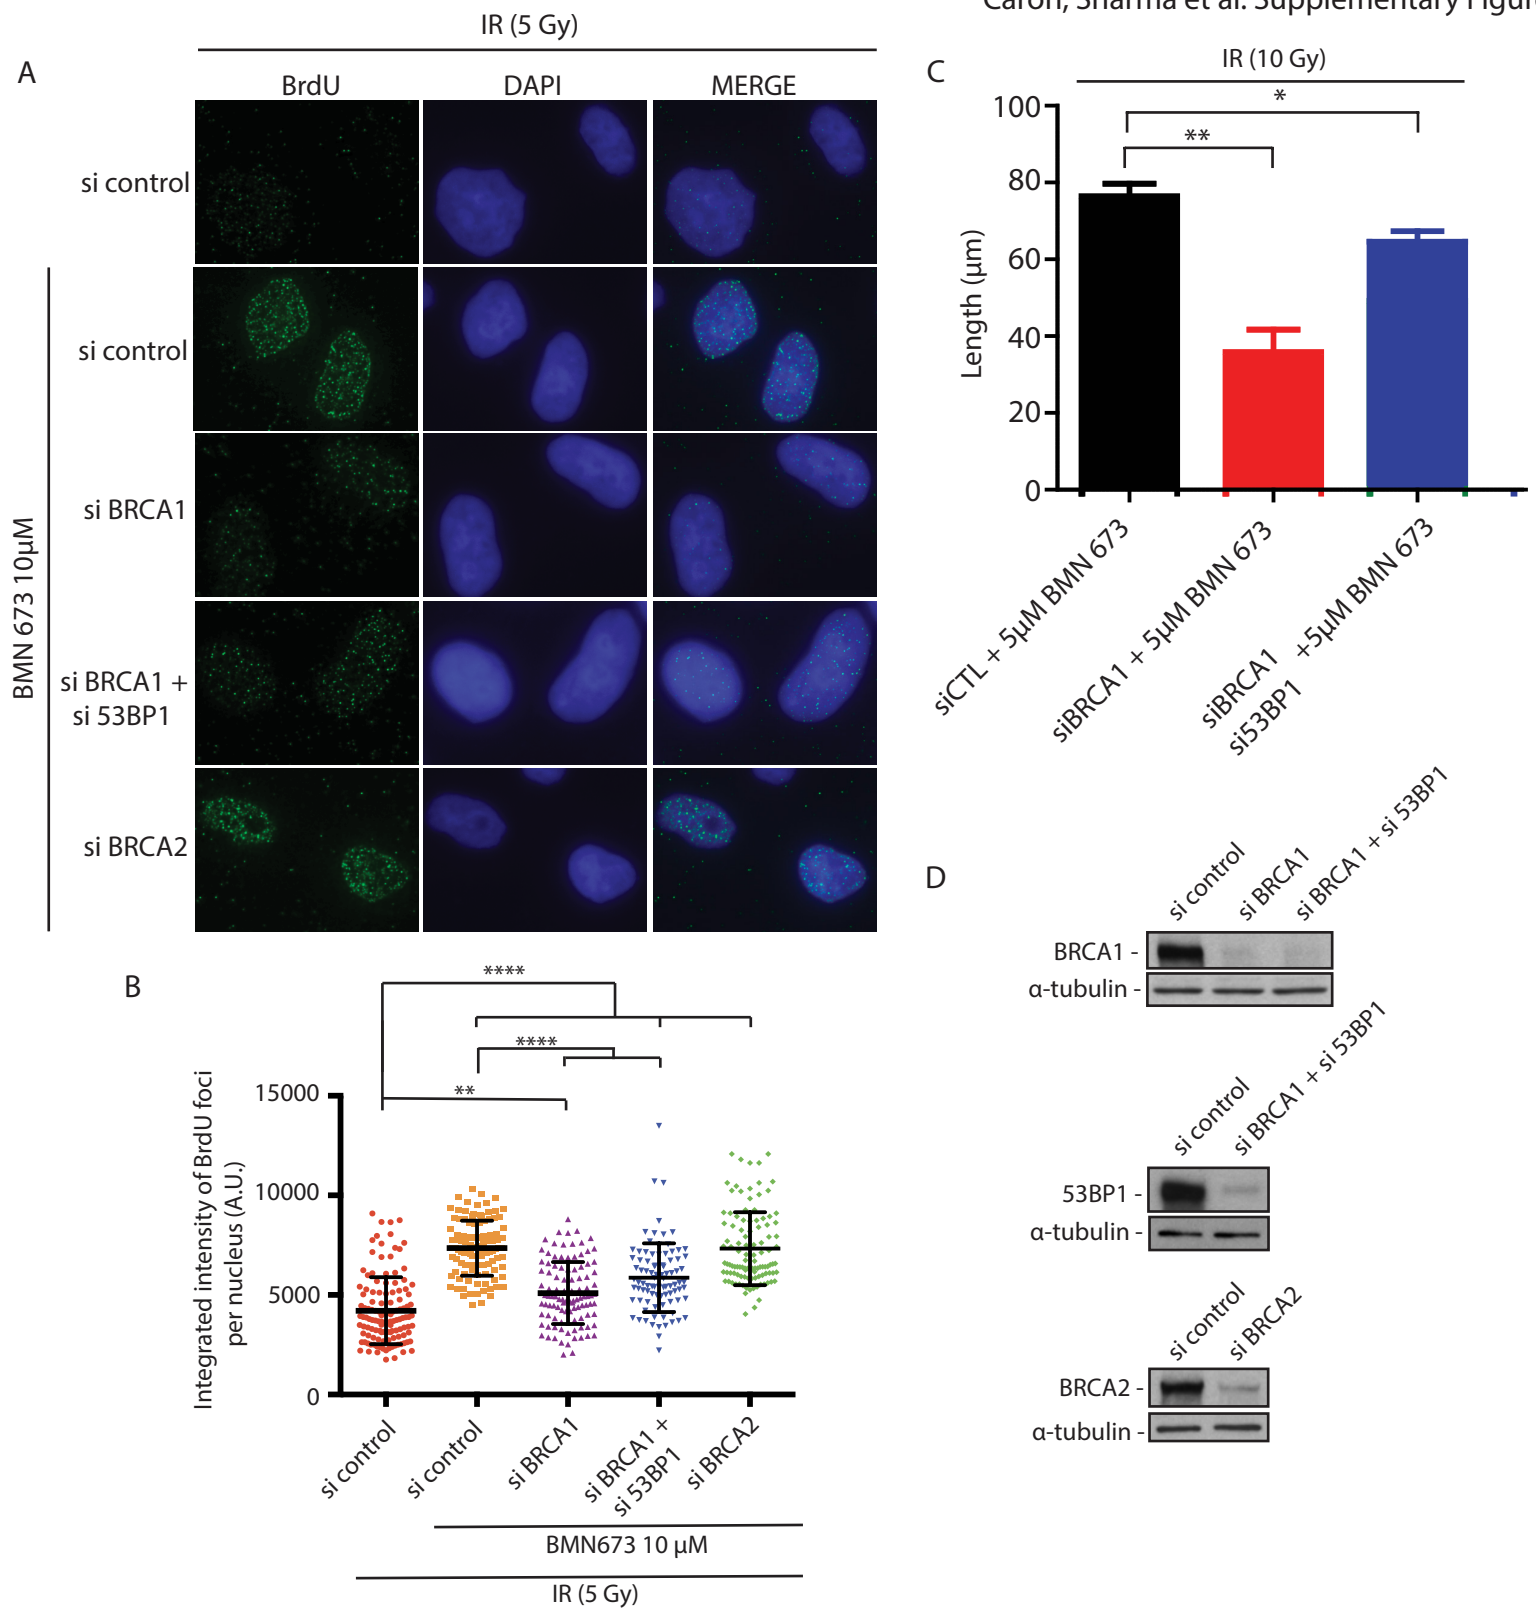 Caron, Sharma et al. Supplementary Figure
A
IR (5 Gy)
BrdU
DAPI
MERGE
si control
si control
si BRCA1
si BRCA1 +
si 53BP1
si BRCA2
BMN 673 10µM
B
****
****
**
Integrated intensity of BrdU foci
per nucleus (A.U.)
15000
10000
5000
0
si control
si control
si BRCA1
si BRCA1 +
si 53BP1
si BRCA2
BMN673 10 µM
IR (5 Gy)
C
IR (10 Gy)
*
**
Length (µm)
100
80
60
40
20
0
siCTL + 5µM BMN 673
siBRCA1 + 5µM BMN 673
siBRCA1 +5µM BMN 673
si53BP1
D
si control
si BRCA1
si BRCA1 + si 53BP1
BRCA1 -
α-tubulin -
si control
si BRCA1 + si 53BP1
53BP1 -
α-tubulin -
si control
si BRCA2
BRCA2 -
α-tubulin -